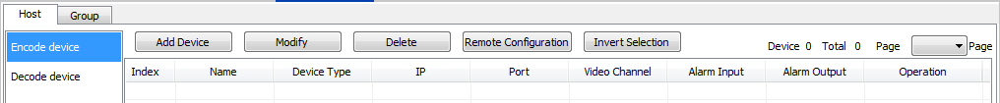 Host Group
Encode device Add Device Modify Delete Remote Configuration Invert Selection Device 0 Total 0 Page Page
Decode device Index Name Device Type IP Port Video Channel Alarm Input Alarm Output Operation